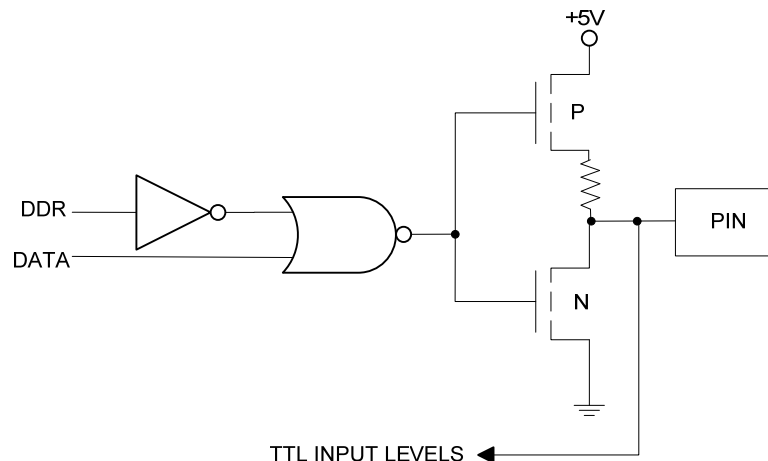 +5V
P
DDR
DATA
PIN
N
TTL INPUT LEVELS